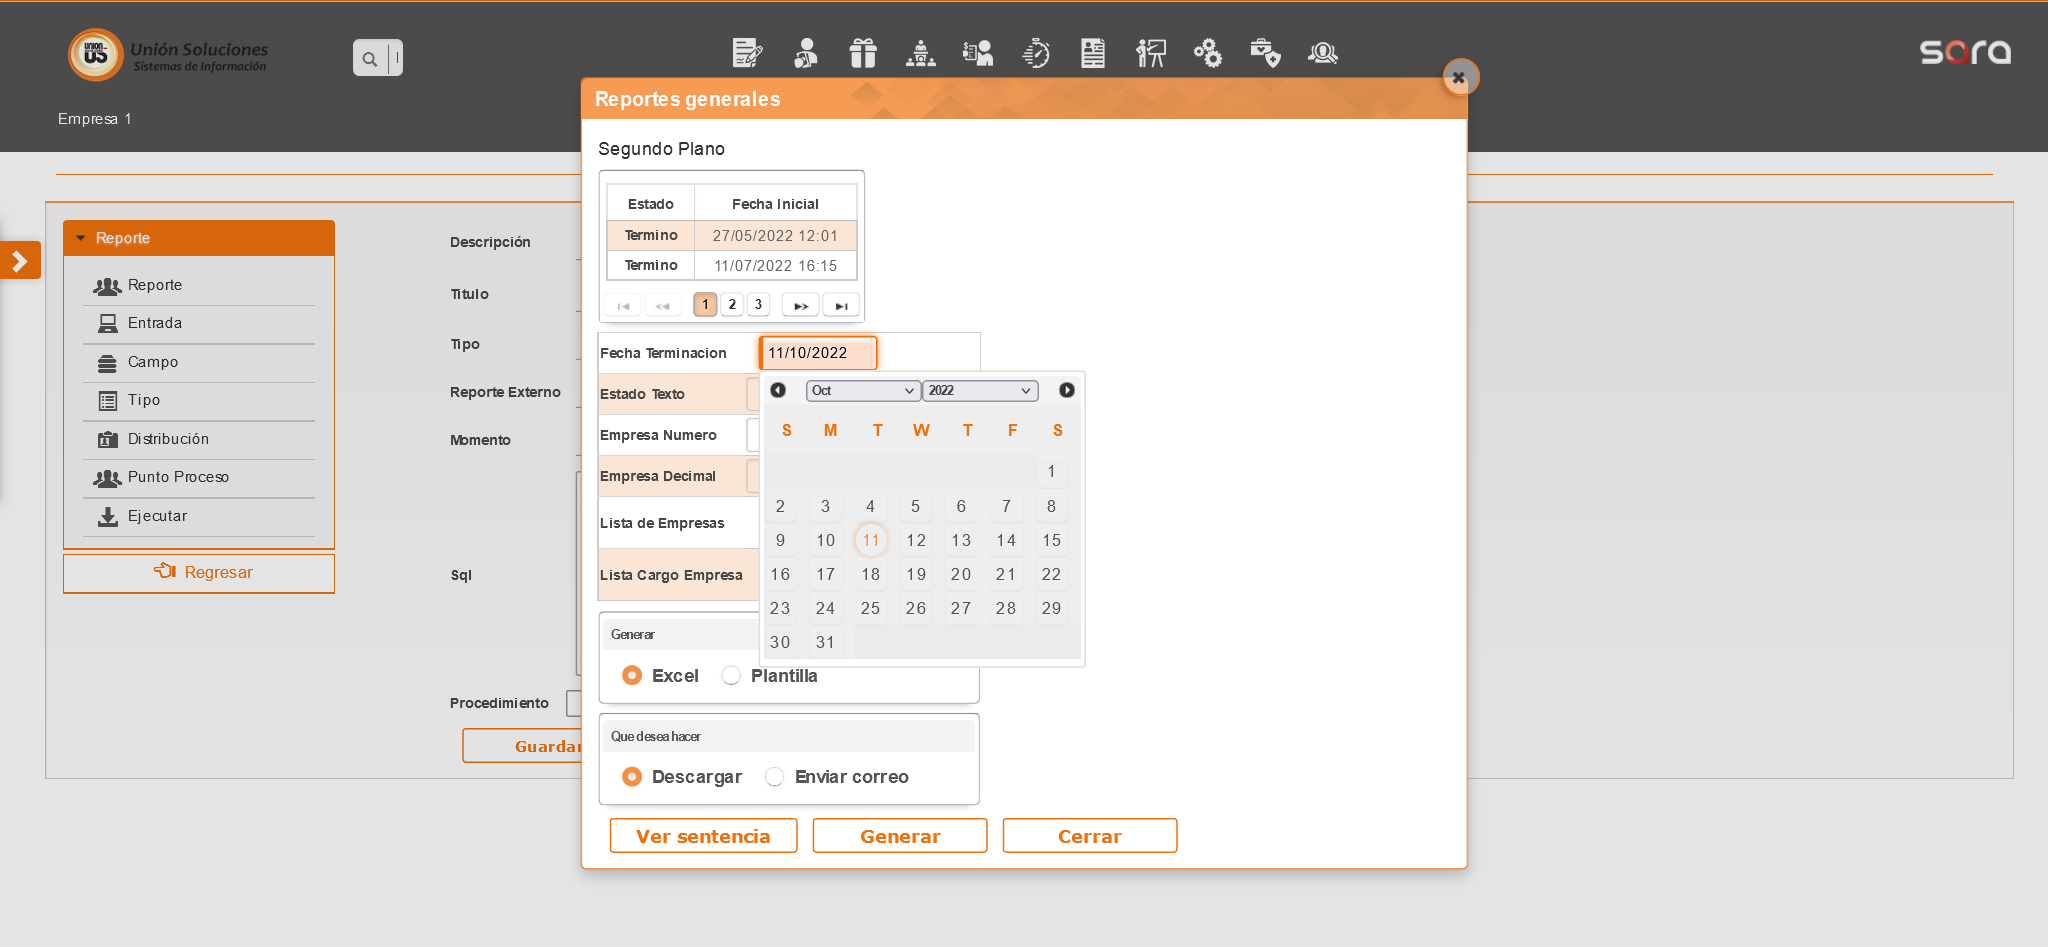 UNION
US
Unión Soluciones
Sistemas de Información
sara
Empresa 1
Reportes generales
Segundo Plano
Estado Fecha Inicial
Termino 27/05/2022 12:01
Termino 11/07/2022 16:15
1 2 3
Reporte
Reporte
Entrada
Campo
Tipo
Distribución
Punto Proceso
Ejecutar
Regresar
Descripción
Titulo
Tipo
Reporte Externo
Momento
Sql
Procedimiento
Guardar
Fecha Terminacion 11/10/2022
Estado Texto
Empresa Numero
Empresa Decimal
Lista de Empresas
Lista Cargo Empresa
Oct 2022
S M T W T F S
1
2 3 4 5 6 7 8
9 10 11 12 13 14 15
16 17 18 19 20 21 22
23 24 25 26 27 28 29
30 31
Generar
Excel Plantilla
Que desea hacer
Descargar Enviar correo
Ver sentencia Generar Cerrar